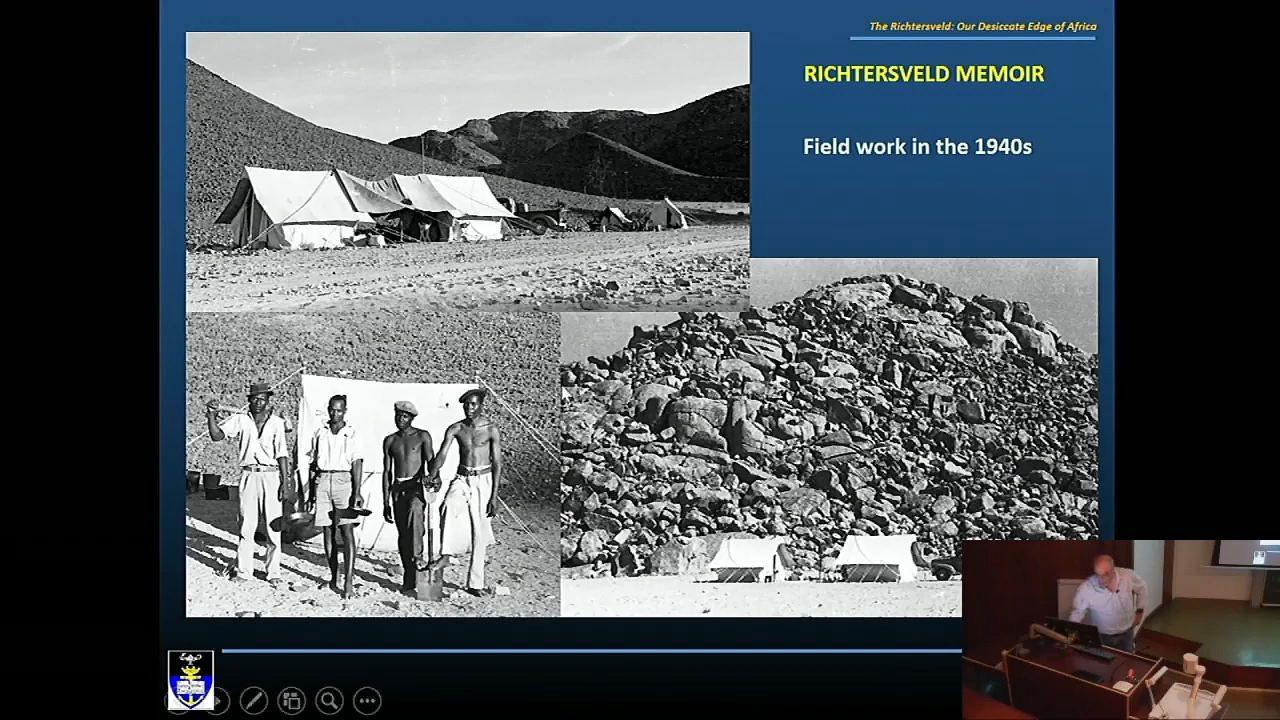 The Richtersveld: Our Desiccate Edge of Africa
RICHTERSVELD MEMOIR
Field work in the 1940s